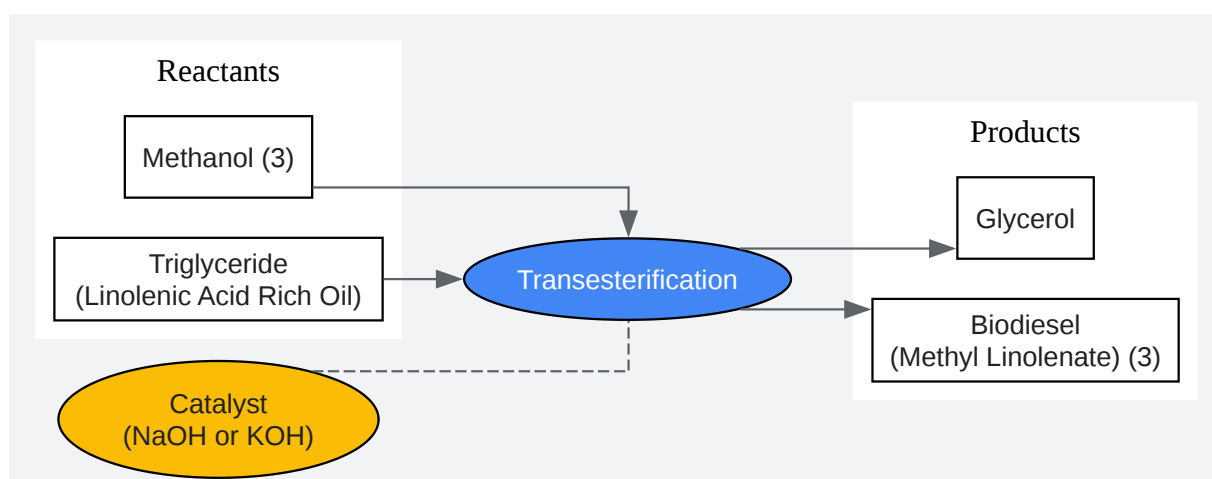 Reactants
Methanol (3)
Triglyceride
(Linolenic Acid Rich Oil)
Catalyst
(NaOH or KOH)
Transesterification
Products
Glycerol
Biodiesel
(Methyl Linolenate) (3)